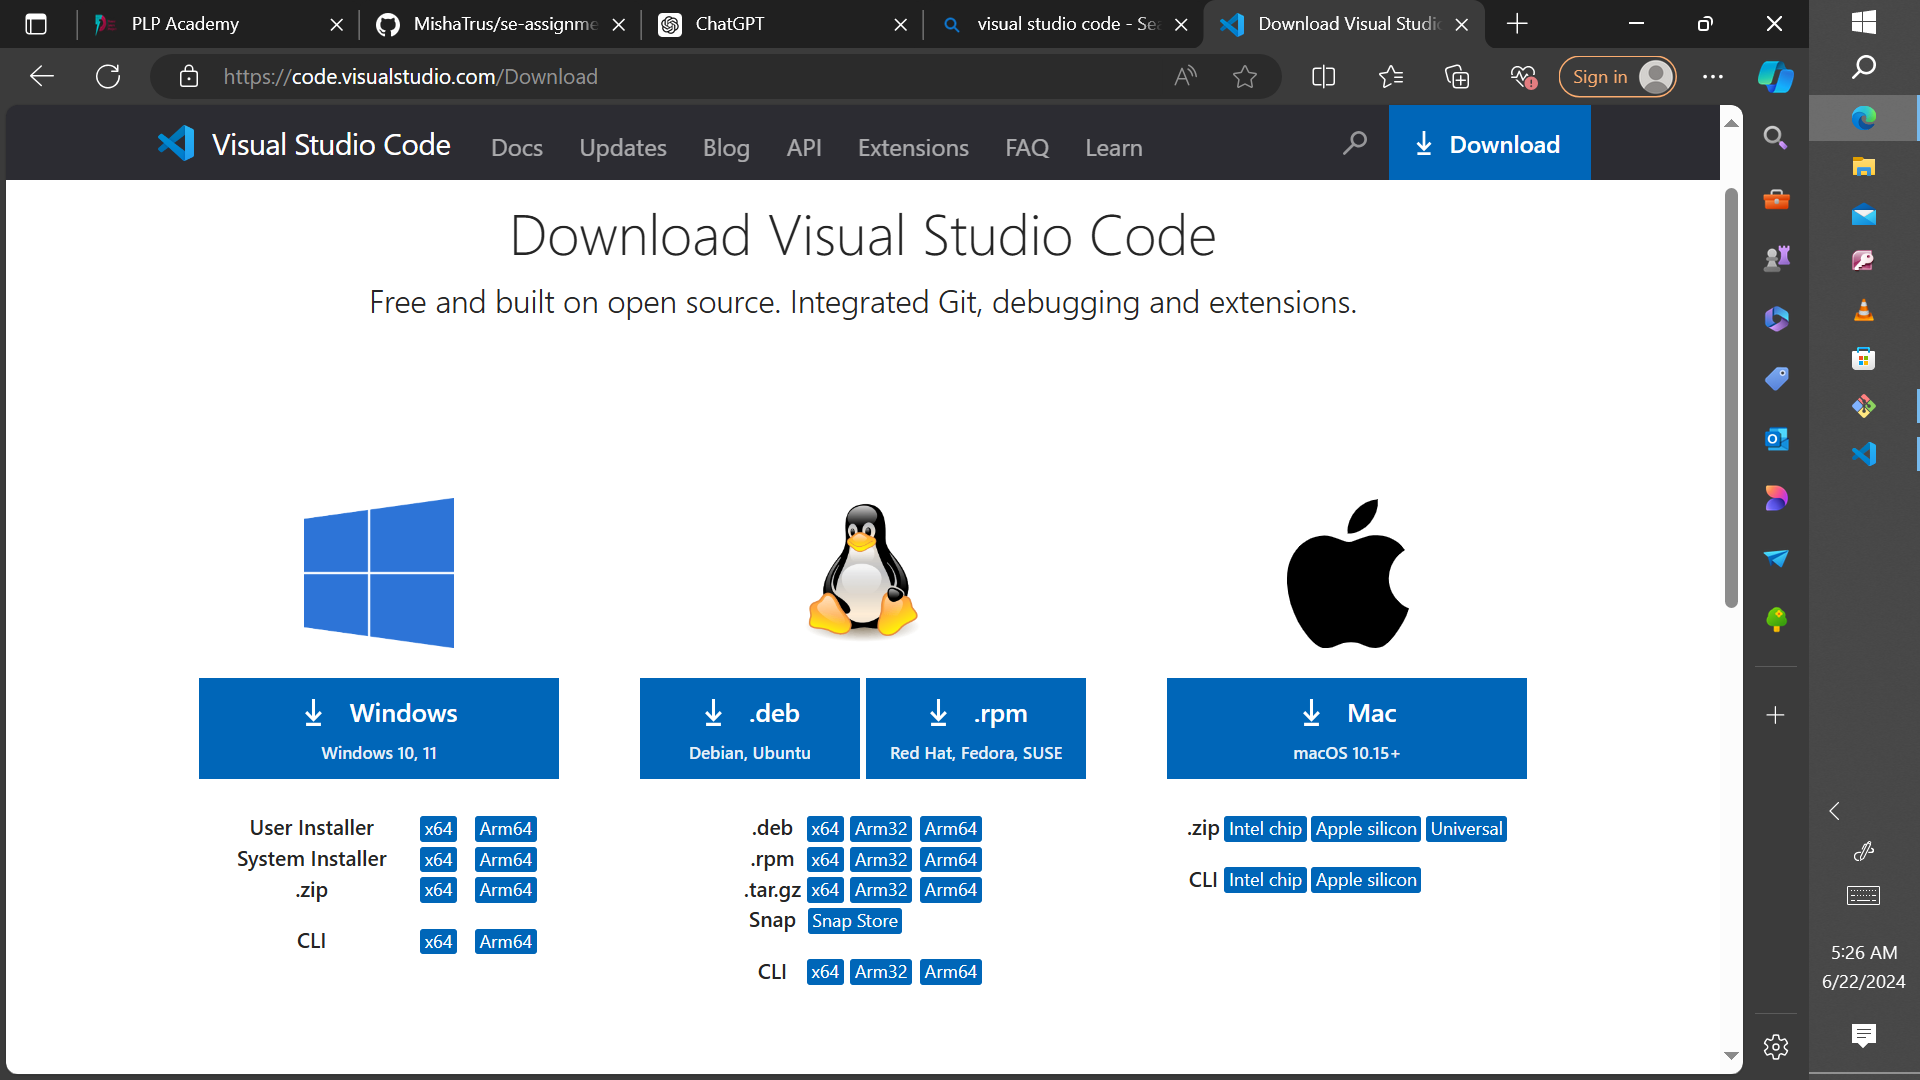 PLP Academy
MishaTrus/se-assignme
ChatGPT
visual studio code - Sea
Download Visual Studio
https://code.visualstudio.com/Download
Sign in
Visual Studio Code
Docs
Updates
Blog
API
Extensions
FAQ
Learn
Download
Download Visual Studio Code
Free and built on open source. Integrated Git, debugging and extensions.
Windows
Windows 10, 11
.deb
Debian, Ubuntu
.rpm
Red Hat, Fedora, SUSE
Mac
macOS 10.15+
User Installer x64 Arm64
System Installer x64 Arm64
.zip x64 Arm64
CLI x64 Arm64
.deb x64 Arm32 Arm64
.rpm x64 Arm32 Arm64
.tar.gz x64 Arm32 Arm64
Snap Snap Store
CLI x64 Arm32 Arm64
.zip Intel chip Apple silicon Universal
CLI Intel chip Apple silicon
5:26 AM
6/22/2024